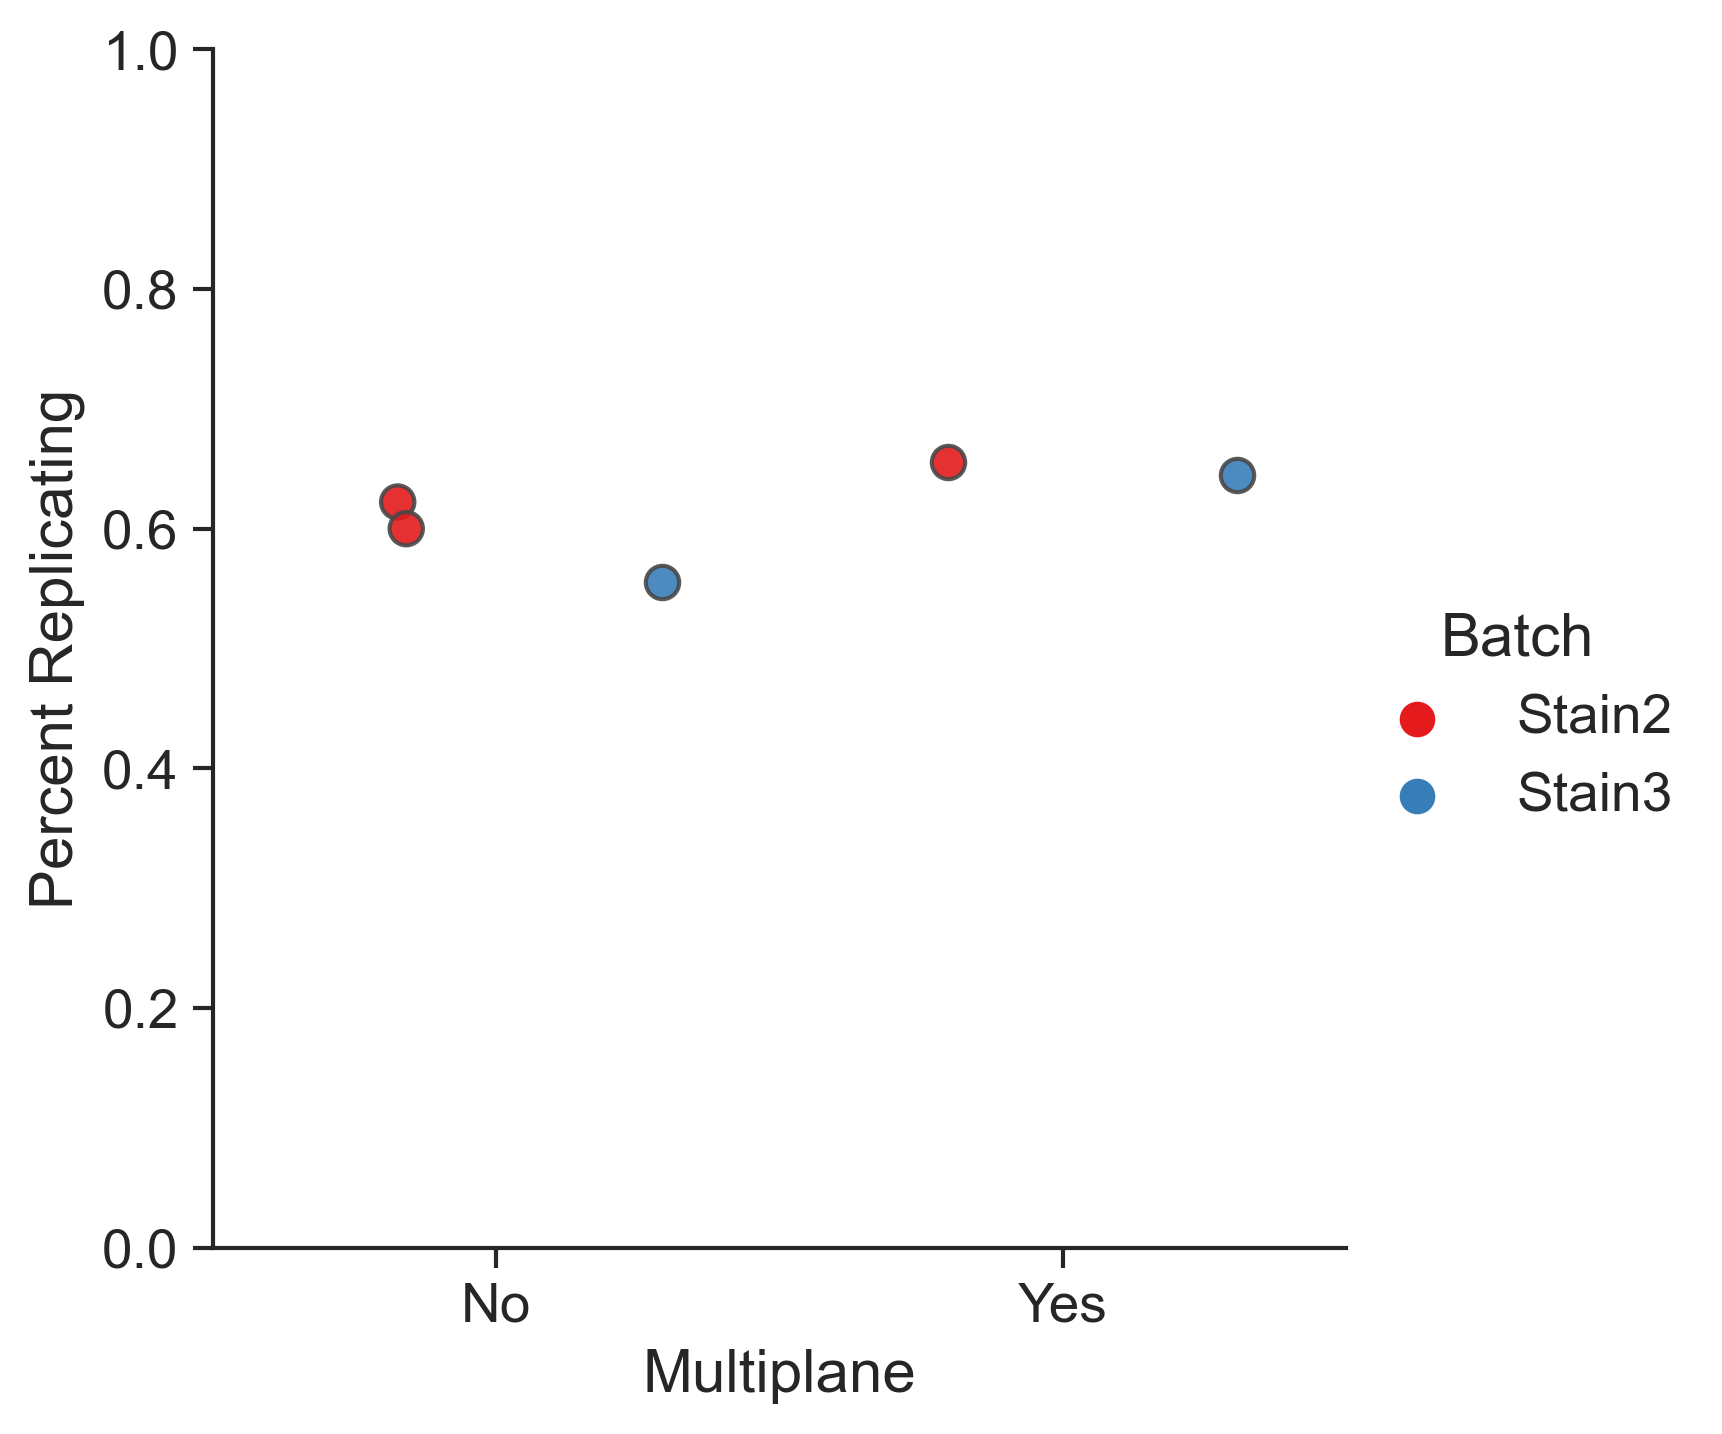 1.0
0.8
0.6
0.4
0.2
0.0
Percent Replicating
No
Yes
Multiplane
Batch
Stain2
Stain3